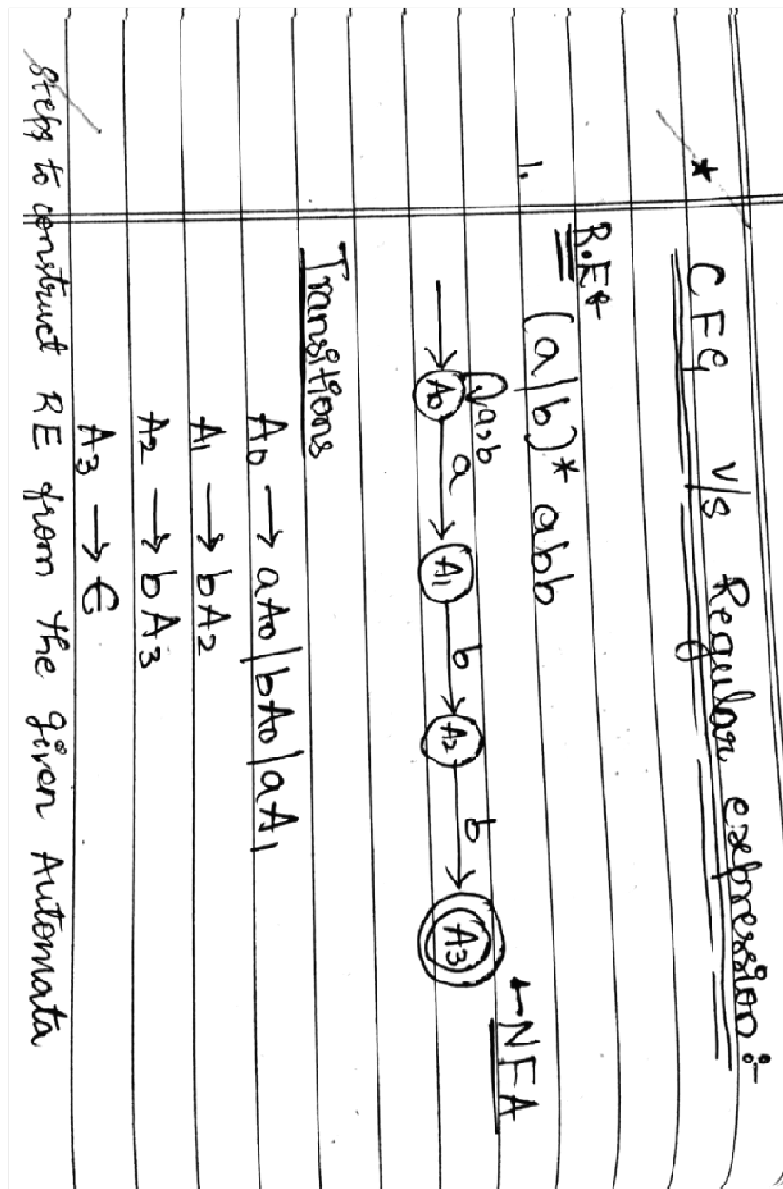 ★ CFG v/s Regular expression:-
1. R.E:
(a/b)* abb
a,b
A0 a A1 b A2 b A3 ←NFA
Transitions
A0 → aA0/bA0/aA1
A1 → bA2
A2 → bA3
A3 → ϵ
Steps to construct RE from the given Automata